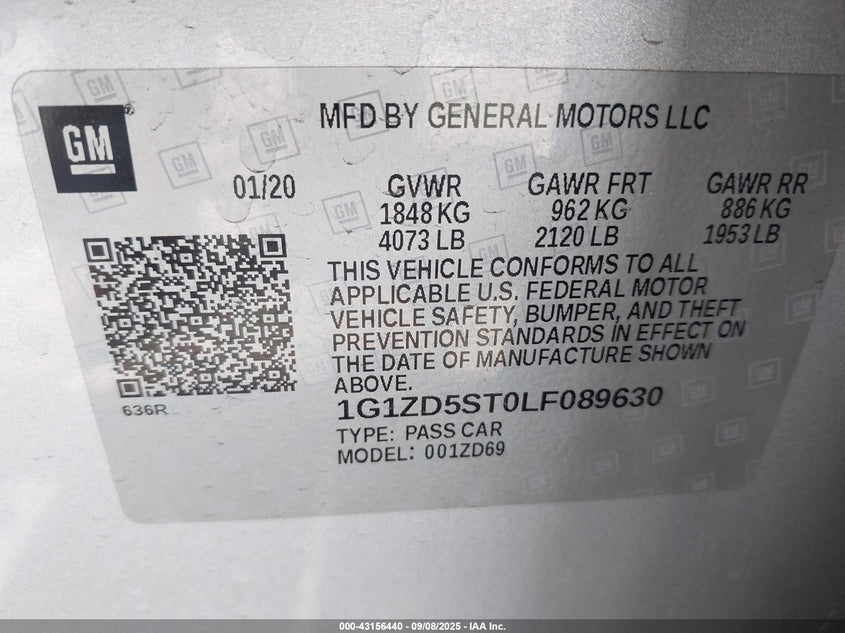 GM
MFD BY GENERAL MOTORS LLC
01/20
GVWR GAWR FRT GAWR RR
1848 KG 962 KG 886 KG
4073 LB 2120 LB 1953 LB
THIS VEHICLE CONFORMS TO ALL
APPLICABLE U.S. FEDERAL MOTOR
VEHICLE SAFETY, BUMPER, AND THEFT
PREVENTION STANDARDS IN EFFECT ON
THE DATE OF MANUFACTURE SHOWN
ABOVE.
636R
1G1ZD5ST0LF089630
TYPE: PASS CAR
MODEL: 001ZD69
000-43156440 - 09/08/2025 - IAA Inc.